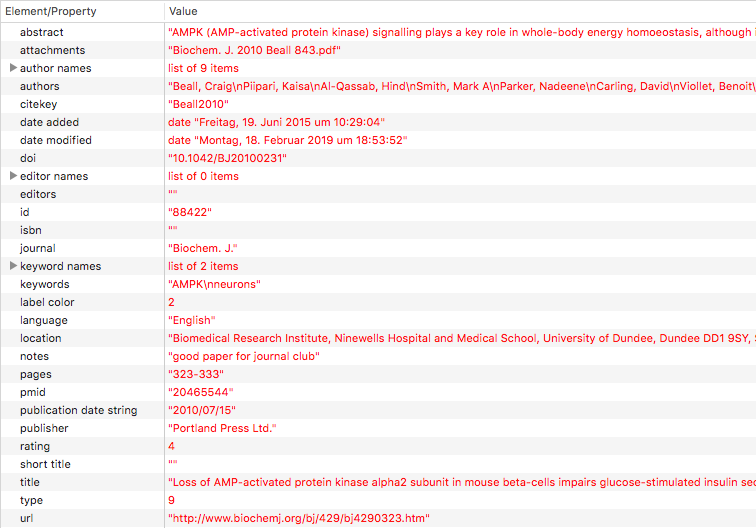 Element/Property Value
abstract "AMPK (AMP-activated protein kinase) signalling plays a key role in whole-body energy homoeostasis, although
attachments "Biochem. J. 2010 Beall 843.pdf"
author names list of 9 items
authors "Beall, Craig\nPiipari, Kaisa\nAl-Qassab, Hind\nSmith, Mark A\nParker, Nadeene\nCarling, David\nViollet, Benoit\
citekey "Beall2010"
date added date "Freitag, 19. Juni 2015 um 10:29:04"
date modified date "Montag, 18. Februar 2019 um 18:53:52"
doi "10.1042/BJ20100231"
editor names list of 0 items
editors ""
id "88422"
isbn ""
journal "Biochem. J."
keyword names list of 2 items
keywords "AMPK\nneurons"
label color 2
language "English"
location "Biomedical Research Institute, Ninewells Hospital and Medical School, University of Dundee, Dundee DD1 9SY,
notes "good paper for journal club"
pages "323-333"
pmid "20465544"
publication date string "2010/07/15"
publisher "Portland Press Ltd."
rating 4
short title ""
title "Loss of AMP-activated protein kinase alpha2 subunit in mouse beta-cells impairs glucose-stimulated insulin sec
type 9
url "http://www.biochemj.org/bj/429/bj4290323.htm"